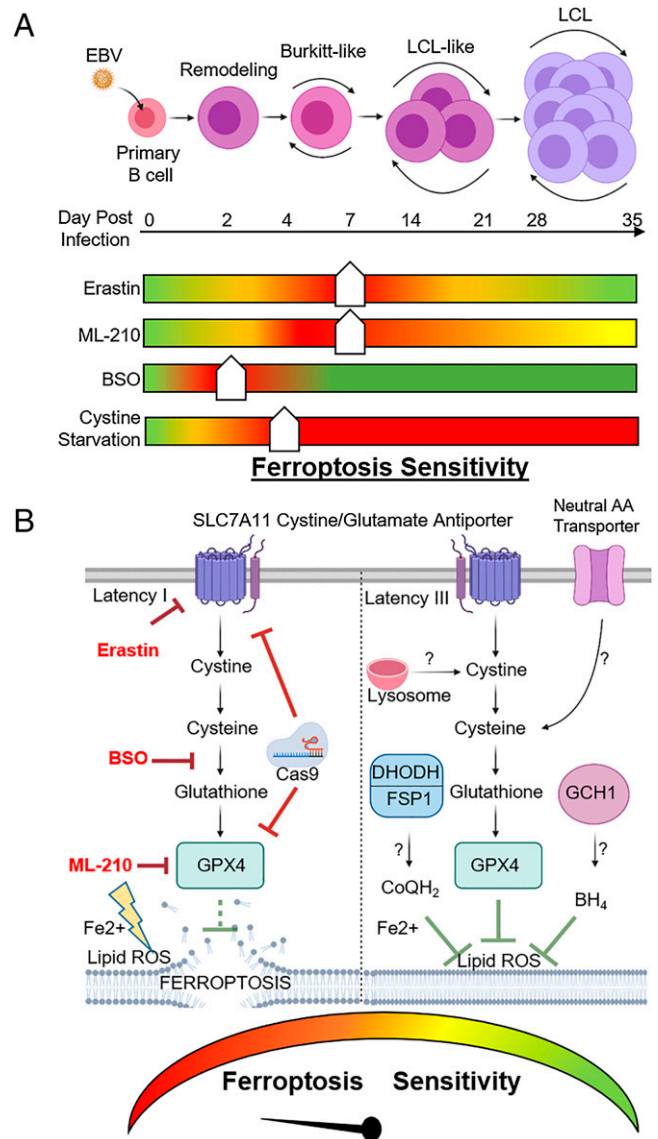 A
EBV
Primary
B cell
Remodeling
Burkitt-like
LCL-like
LCL
Day Post
Infection
0 2 4 7 14 21 28 35
Erastin
ML-210
BSO
Cystine
Starvation
Ferroptosis Sensitivity
B
SLC7A11 Cystine/Glutamate Antiporter
Neutral AA
Transporter
Latency I
Erastin
Cystine
Cysteine
BSO
Cas9
Glutathione
ML-210
GPX4
Fe2+
Lipid ROS
FERROPTOSIS
Latency III
?
Lysosome
Cystine
?
Cysteine
DHODH
FSP1
Glutathione
GCH1
?
CoQH₂
GPX4
?
BH₄
Fe2+
Lipid ROS
Ferroptosis Sensitivity